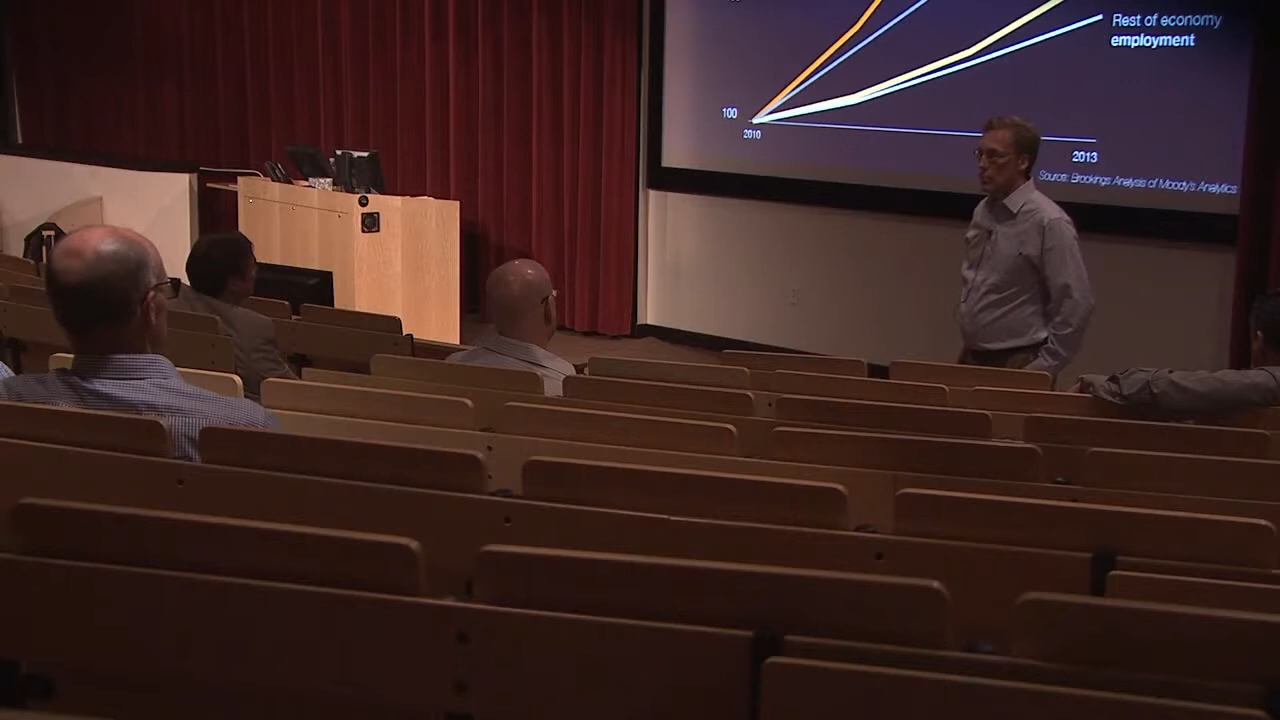 Rest of economy
employment
100
2010
2013
Source: Brookings Analysis of Moody's Analytics